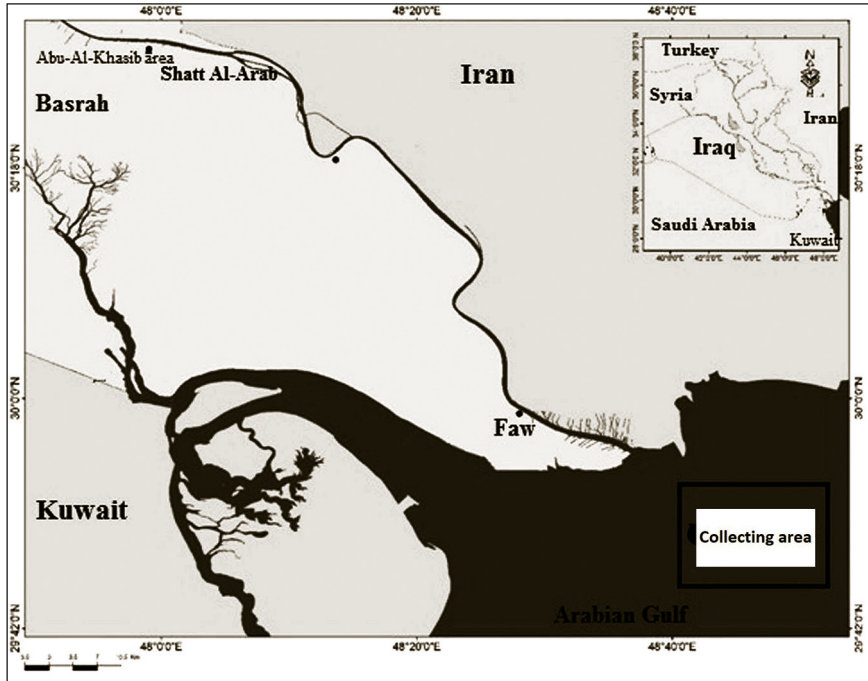 48°0'0"E 48°20'0"E 48°40'0"E
Abu-Al-Khasib area
Shatt Al-Arab
Iran
Basrah
Turkey
N
Syria
Iran
Iraq
Saudi Arabia
Kuwait
30°18'0"N
30°18'0"N
30°0'0"N
30°0'0"N
Faw
Kuwait
Collecting area
Arabian Gulf
29°42'0"N
29°42'0"N
48°0'0"E 48°20'0"E 48°40'0"E